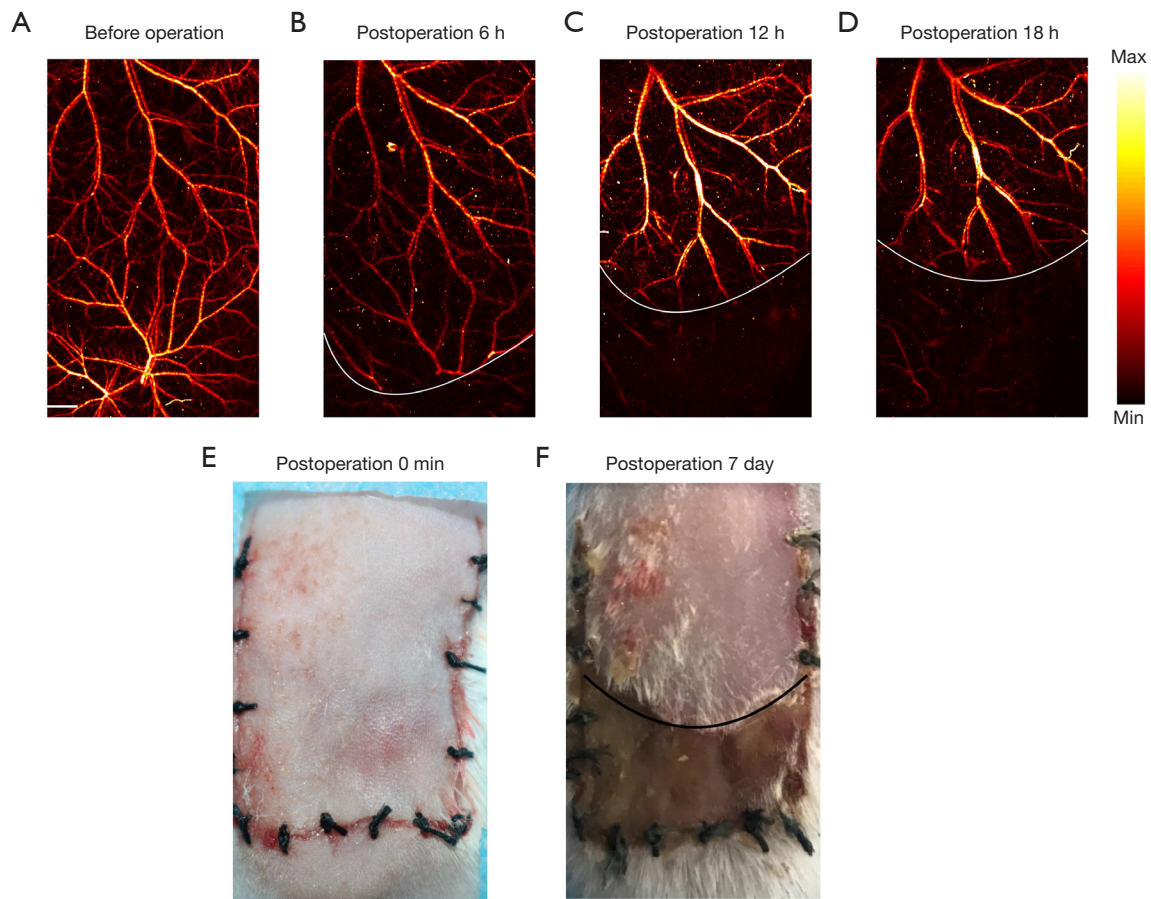 A
Before operation
B
Postoperation 6 h
C
Postoperation 12 h
D
Postoperation 18 h
Max
Min
E
Postoperation 0 min
F
Postoperation 7 day